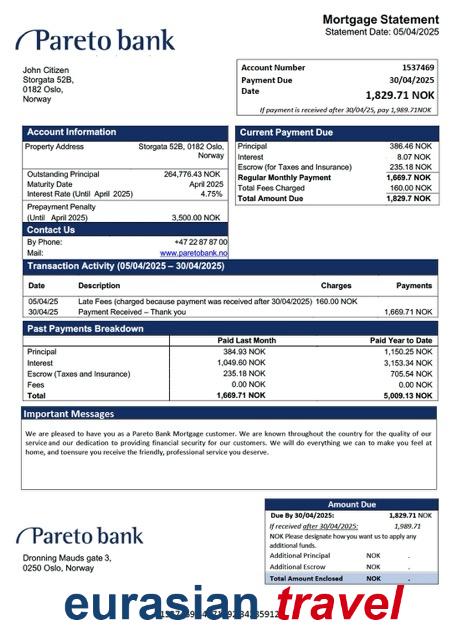 Mortgage Statement
Statement Date: 05/04/2025
Pareto bank
John Citizen
Storgata 52B,
0182 Oslo,
Norway
Account Number 1537469
Payment Due Date 30/04/2025
1,829.71 NOK
If payment is received after 30/04/25, pay 1,989.71NOK
Account Information
Property Address Storgata 52B, 0182 Oslo,
Norway
Outstanding Principal 264,776.43 NOK
Maturity Date April 2025
Interest Rate (Until April 2025) 4.75%
Prepayment Penalty
(Until April 2025) 3,500.00 NOK
Contact Us
By Phone: +47 22 87 87 00
Mail: www.paretobank.no
Current Payment Due
Principal 386.46 NOK
Interest 8.07 NOK
Escrow (for Taxes and Insurance) 235.18 NOK
Regular Monthly Payment 1,669.7 NOK
Total Fees Charged 160.00 NOK
Total Amount Due 1,829.7 NOK
Transaction Activity (05/04/2025 – 30/04/2025)
Date Description Charges Payments
05/04/25 Late Fees (charged because payment was received after 30/04/2025) 160.00 NOK
30/04/25 Payment Received – Thank you 1,669.71 NOK
Past Payments Breakdown
Paid Last Month Paid Year to Date
Principal 384.93 NOK 1,150.25 NOK
Interest 1,049.60 NOK 3,153.34 NOK
Escrow (Taxes and Insurance) 235.18 NOK 705.54 NOK
Fees 0.00 NOK 0.00 NOK
Total 1,669.71 NOK 5,009.13 NOK
Important Messages
We are pleased to have you as a Pareto Bank Mortgage customer. We are known throughout the country for the quality of our
service and our dedication to providing financial security for our customers. We will do everything we can to make you feel at
home, and toensure you receive the friendly, professional service you deserve.
Pareto bank
Dronning Mauds gate 3,
0250 Oslo, Norway
Amount Due
Due By 30/04/2025: 1,829.71 NOK
If received after 30/04/2025: 1,989.71
NOK Please designate how you want us to apply any
additional funds.
Additional Principal NOK .
Additional Escrow NOK .
Total Amount Enclosed NOK .
eurasian travel